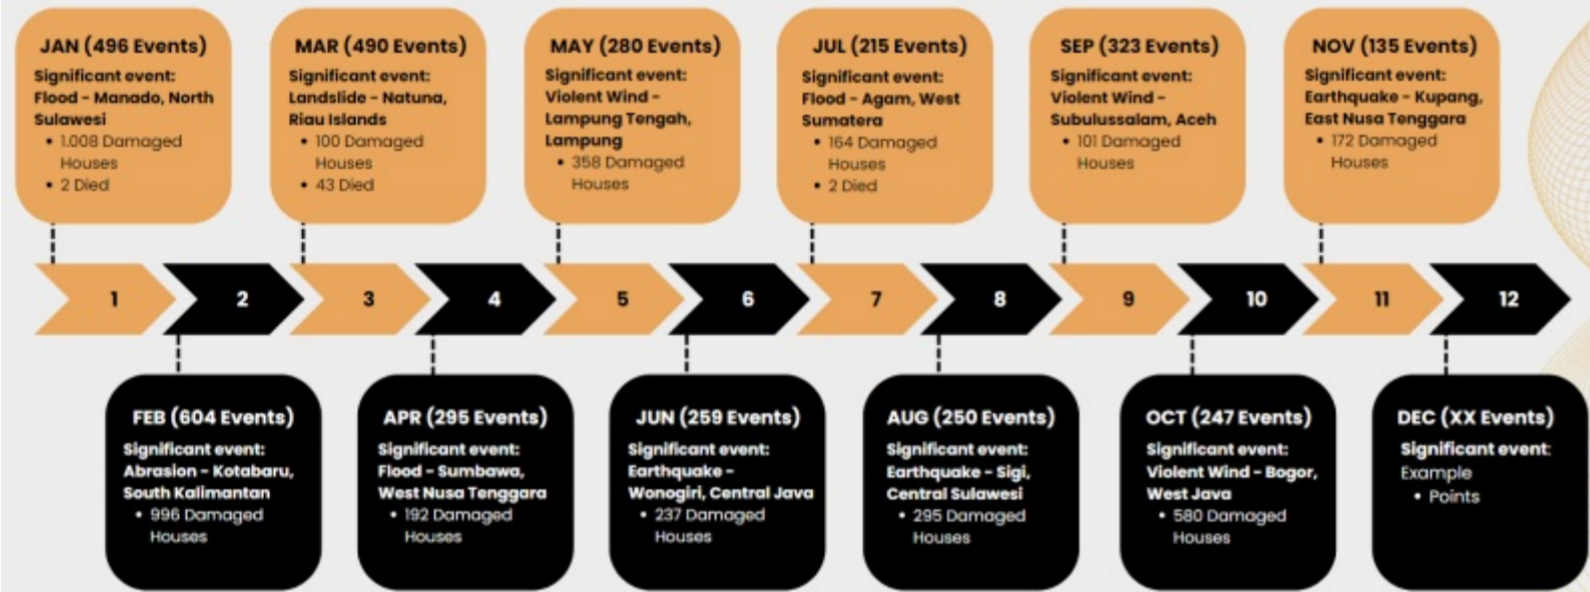 JAN (496 Events)
Significant event:
Flood - Manado, North
Sulawesi
• 1.008 Damaged
Houses
• 2 Died
MAR (490 Events)
Significant event:
Landslide - Natuna,
Riau Islands
• 100 Damaged
Houses
• 43 Died
MAY (280 Events)
Significant event:
Violent Wind -
Lampung Tengah,
Lampung
• 358 Damaged
Houses
JUL (215 Events)
Significant event:
Flood - Agam, West
Sumatera
• 164 Damaged
Houses
• 2 Died
SEP (323 Events)
Significant event:
Violent Wind -
Subulussalam, Aceh
• 101 Damaged
Houses
NOV (135 Events)
Significant event:
Earthquake - Kupang,
East Nusa Tenggara
• 172 Damaged
Houses
1
2
3
4
5
6
7
8
9
10
11
12
FEB (604 Events)
Significant event:
Abrasion - Kotabaru,
South Kalimantan
• 996 Damaged
Houses
APR (295 Events)
Significant event:
Flood - Sumbawa,
West Nusa Tenggara
• 192 Damaged
Houses
JUN (259 Events)
Significant event:
Earthquake -
Wonogiri, Central Java
• 237 Damaged
Houses
AUG (250 Events)
Significant event:
Earthquake - Sigi,
Central Sulawesi
• 295 Damaged
Houses
OCT (247 Events)
Significant event:
Violent Wind - Bogor,
West Java
• 580 Damaged
Houses
DEC (XX Events)
Significant event:
Example
• Points